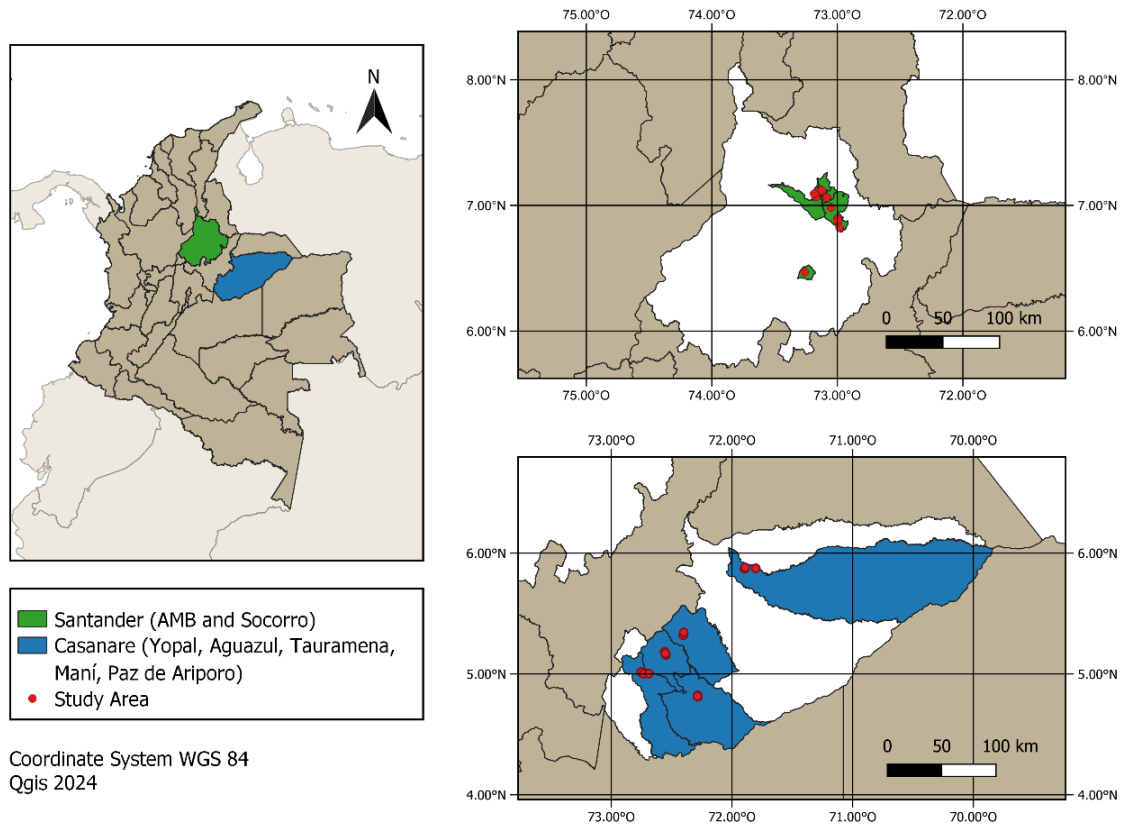 N
Santander (AMB and Socorro)
Casanare (Yopal, Aguazul, Tauramena,
Maní, Paz de Ariporo)
Study Area
Coordinate System WGS 84
Qgis 2024
75.00°O 74.00°O 73.00°O 72.00°O
8.00°N 8.00°N
7.00°N 7.00°N
6.00°N 6.00°N
0 50 100 km
75.00°O 74.00°O 73.00°O 72.00°O
73.00°O 72.00°O 71.00°O 70.00°O
6.00°N 6.00°N
5.00°N 5.00°N
0 50 100 km
4.00°N 4.00°N
73.00°O 72.00°O 71.00°O 70.00°O